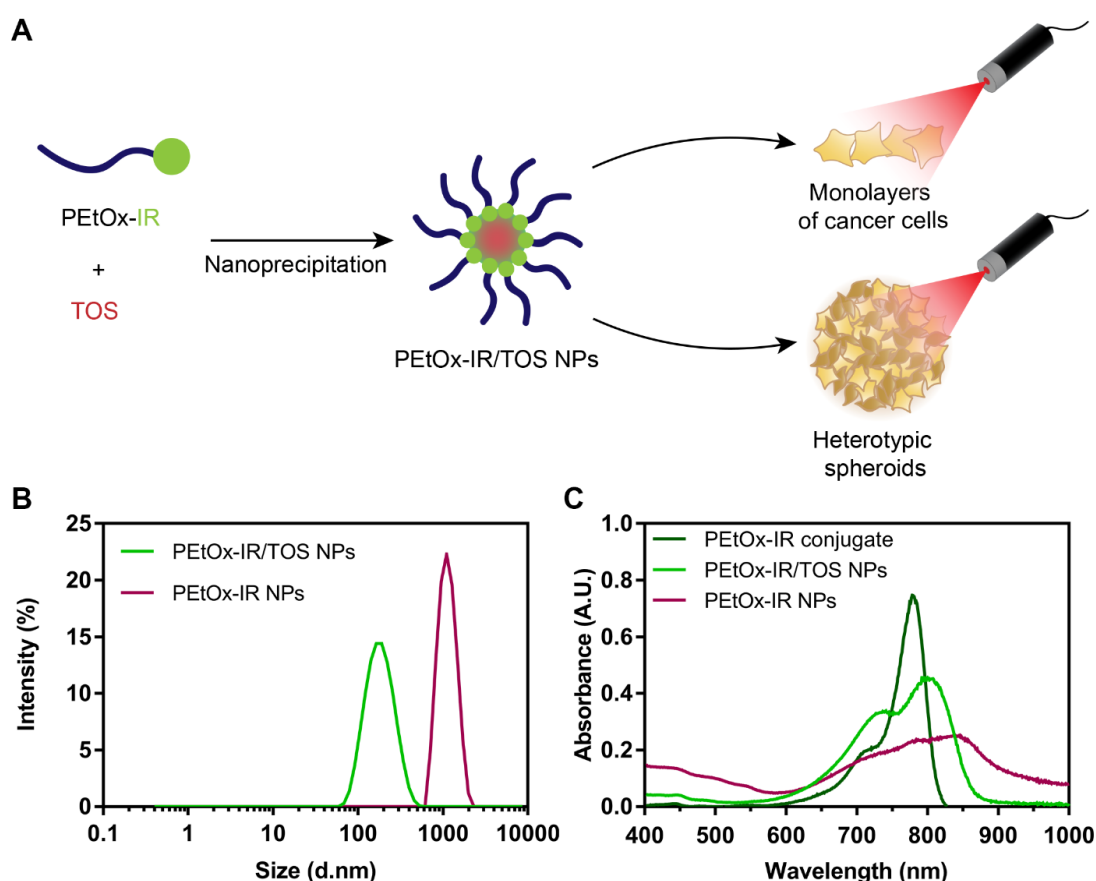 A
PEtOx-IR
+
TOS
Nanoprecipitation
PEtOx-IR/TOS NPs
Monolayers
of cancer cells
Heterotypic
spheroids
B
25
20
15
10
5
0
0.1 1 10 100 1000 10000
Intensity (%)
Size (d.nm)
PEtOx-IR/TOS NPs
PEtOx-IR NPs
C
1.0
0.8
0.6
0.4
0.2
0.0
400 500 600 700 800 900 1000
Absorbance (A.U.)
Wavelength (nm)
PEtOx-IR conjugate
PEtOx-IR/TOS NPs
PEtOx-IR NPs